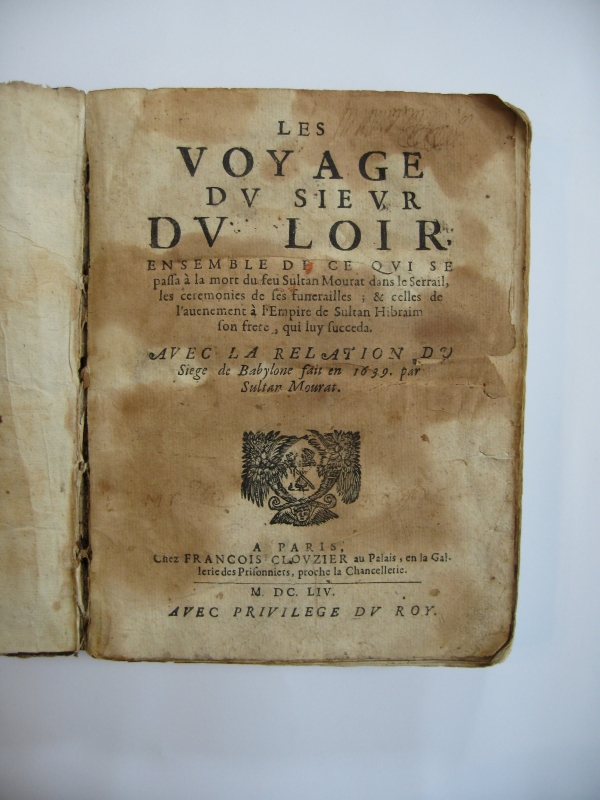 LES
VOYAGE
DV SIEVR
DV LOIR,
ENSEMBLE DE CE QVI SE
passa à la mort du feu Sultan Mourat dans le Serrail,
les ceremonies de ses funerailles ; & celles de
l'auenement à l'Empire de Sultan Hibraim
son frere, qui luy succeda.
AVEC LA RELATION DV
Siege de Babylone fait en 1639. par
Sultan Mourat.
A PARIS,
Chez FRANCOIS CLOVZIER au Palais, en la Gal-
lerie des Prisonniers, proche la Chancellerie.
M. DC. LIV.
AVEC PRIVILEGE DV ROY.